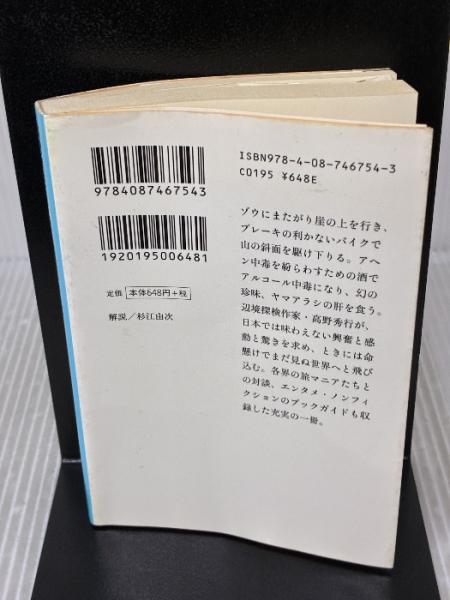 ISBN978-4-08-746754-3
C0195 ¥648E
9784087467543
1920195006481
定価 本体648円+税
解説/杉江由次
ゾウにまたがり崖の上を行き、
ブレーキの利かないバイクで
山の斜面を駆け下りる。アヘ
ン中毒を紛らわすための酒で
アルコール中毒になり、幻の
珍味、ヤマアラシの肝を食う。
辺境探検作家・高野秀行が、
日本では味わえない興奮と感
動と驚きを求め、ときには命
懸けでまだ見ぬ世界へと飛び
込む。各界の旅マニアたちと
の対談、エンタメ・ノンフィ
クションのブックガイドも収
録した充実の一冊。